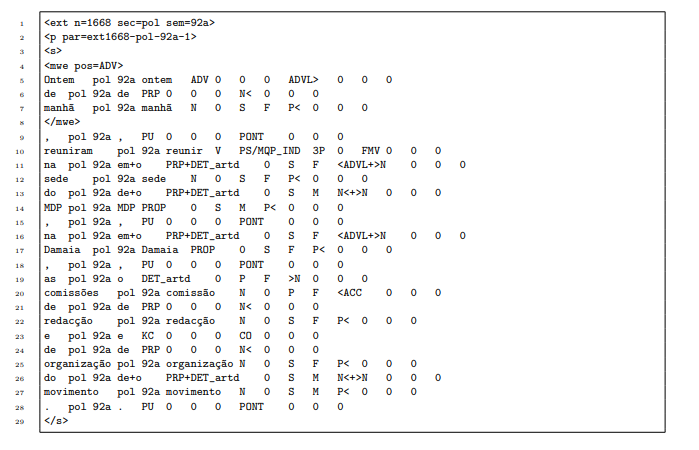 1 <ext n=1668 sec=pol sem=92a>
2 <p par=ext1668-pol-92a-1>
3 <s>
4 <mwe pos=ADV>
5 Ontem pol 92a ontem ADV 0 0 0 ADVL> 0 0 0
6 de pol 92a de PRP 0 0 0 N< 0 0 0
7 manhã pol 92a manhã N 0 S F P< 0 0 0
8 </mwe>
9 , pol 92a , PU 0 0 0 PONT 0 0 0
10 reuniram pol 92a reunir V PS/MQP_IND 3P 0 FMV 0 0 0
11 na pol 92a em+o PRP+DET_artd 0 S F <ADVL+>N 0 0 0
12 sede pol 92a sede N 0 S F P< 0 0 0
13 do pol 92a de+o PRP+DET_artd 0 S M N<+>N 0 0 0
14 MDP pol 92a MDP PROP 0 S M P< 0 0 0
15 , pol 92a , PU 0 0 0 PONT 0 0 0
16 na pol 92a em+o PRP+DET_artd 0 S F <ADVL+>N 0 0 0
17 Damaia pol 92a Damaia PROP 0 S F P< 0 0 0
18 , pol 92a , PU 0 0 0 PONT 0 0 0
19 as pol 92a o DET_artd 0 P F >N 0 0 0
20 comissões pol 92a comissão N 0 P F <ACC 0 0 0
21 de pol 92a de PRP 0 0 0 N< 0 0 0
22 redacção pol 92a redacção N 0 S F P< 0 0 0
23 e pol 92a e KC 0 0 0 CO 0 0 0
24 de pol 92a de PRP 0 0 0 N< 0 0 0
25 organização pol 92a organização N 0 S F P< 0 0 0
26 do pol 92a de+o PRP+DET_artd 0 S M N<+>N 0 0 0
27 movimento pol 92a movimento N 0 S M P< 0 0 0
28 . pol 92a . PU 0 0 0 PONT 0 0 0
29 </s>